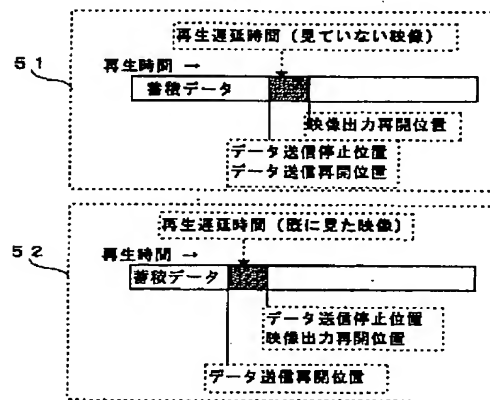 再生遅延時間（見ていない映像）
51
再生時間 →
蓄積データ
映像出力再開位置
データ送信停止位置
データ送信再開位置
再生遅延時間（既に見た映像）
52
再生時間 →
蓄積データ
データ送信停止位置
映像出力再開位置
データ送信再開位置